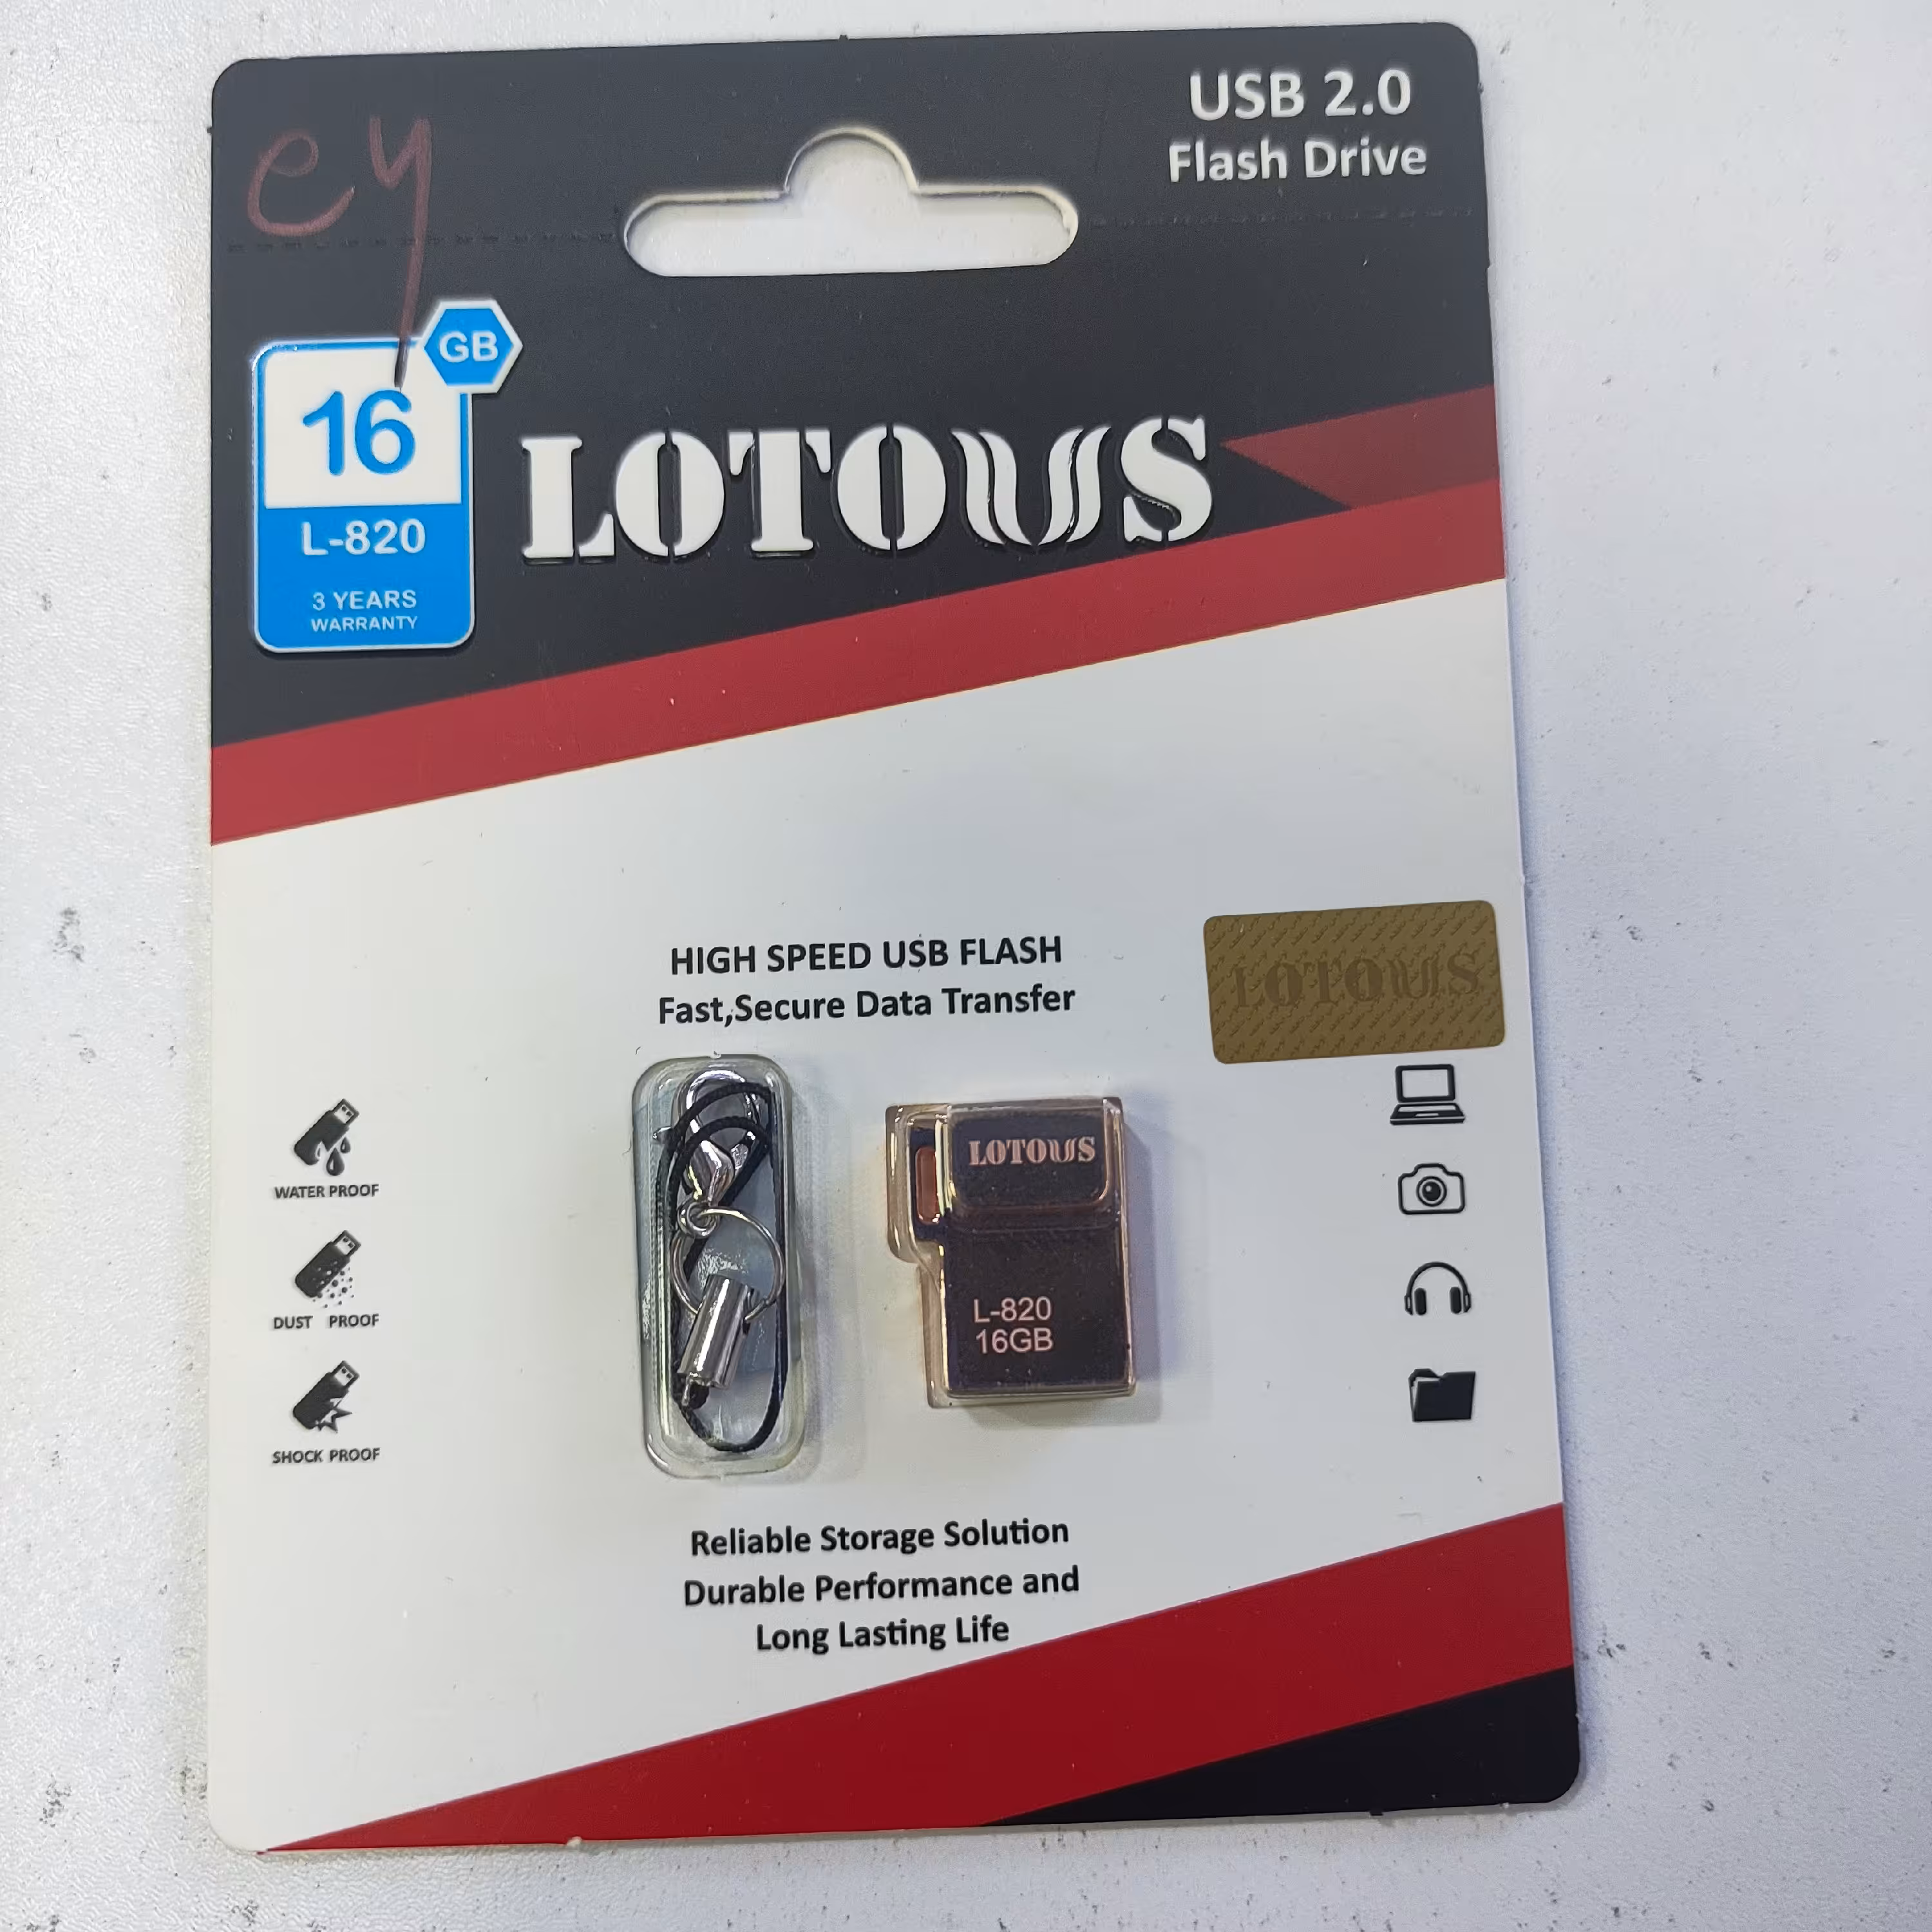 USB 2.0
Flash Drive
GB
16
L-820
3 YEARS
WARRANTY
LOTOUS
HIGH SPEED USB FLASH
Fast,Secure Data Transfer
LOTOUS
WATER PROOF
DUST PROOF
SHOCK PROOF
LOTOUS
L-820
16GB
Reliable Storage Solution
Durable Performance and
Long Lasting Life